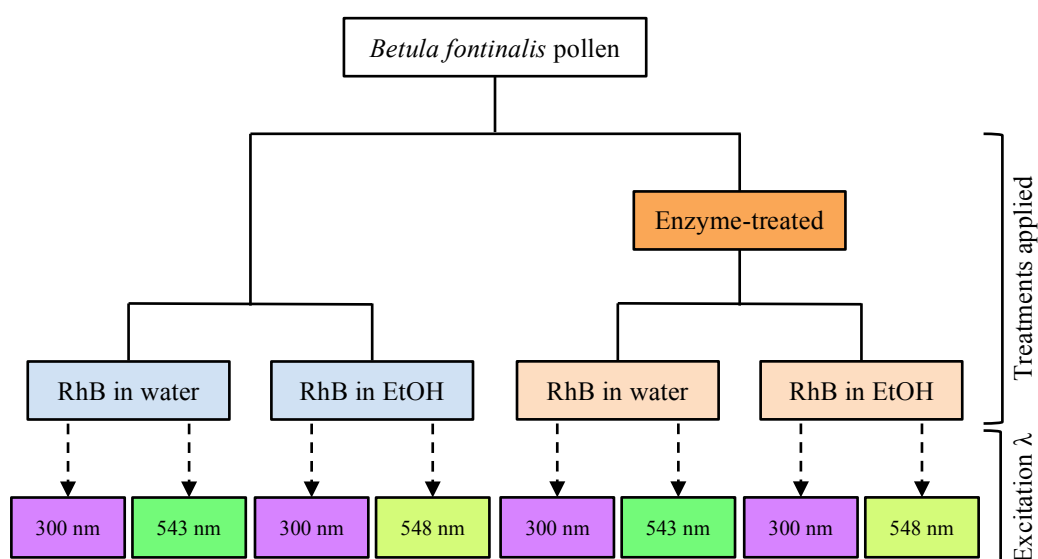 Betula fontinalis pollen
Enzyme-treated
Treatments applied
RhB in water
RhB in EtOH
RhB in water
RhB in EtOH
300 nm
543 nm
300 nm
548 nm
300 nm
543 nm
300 nm
548 nm
Excitation λ